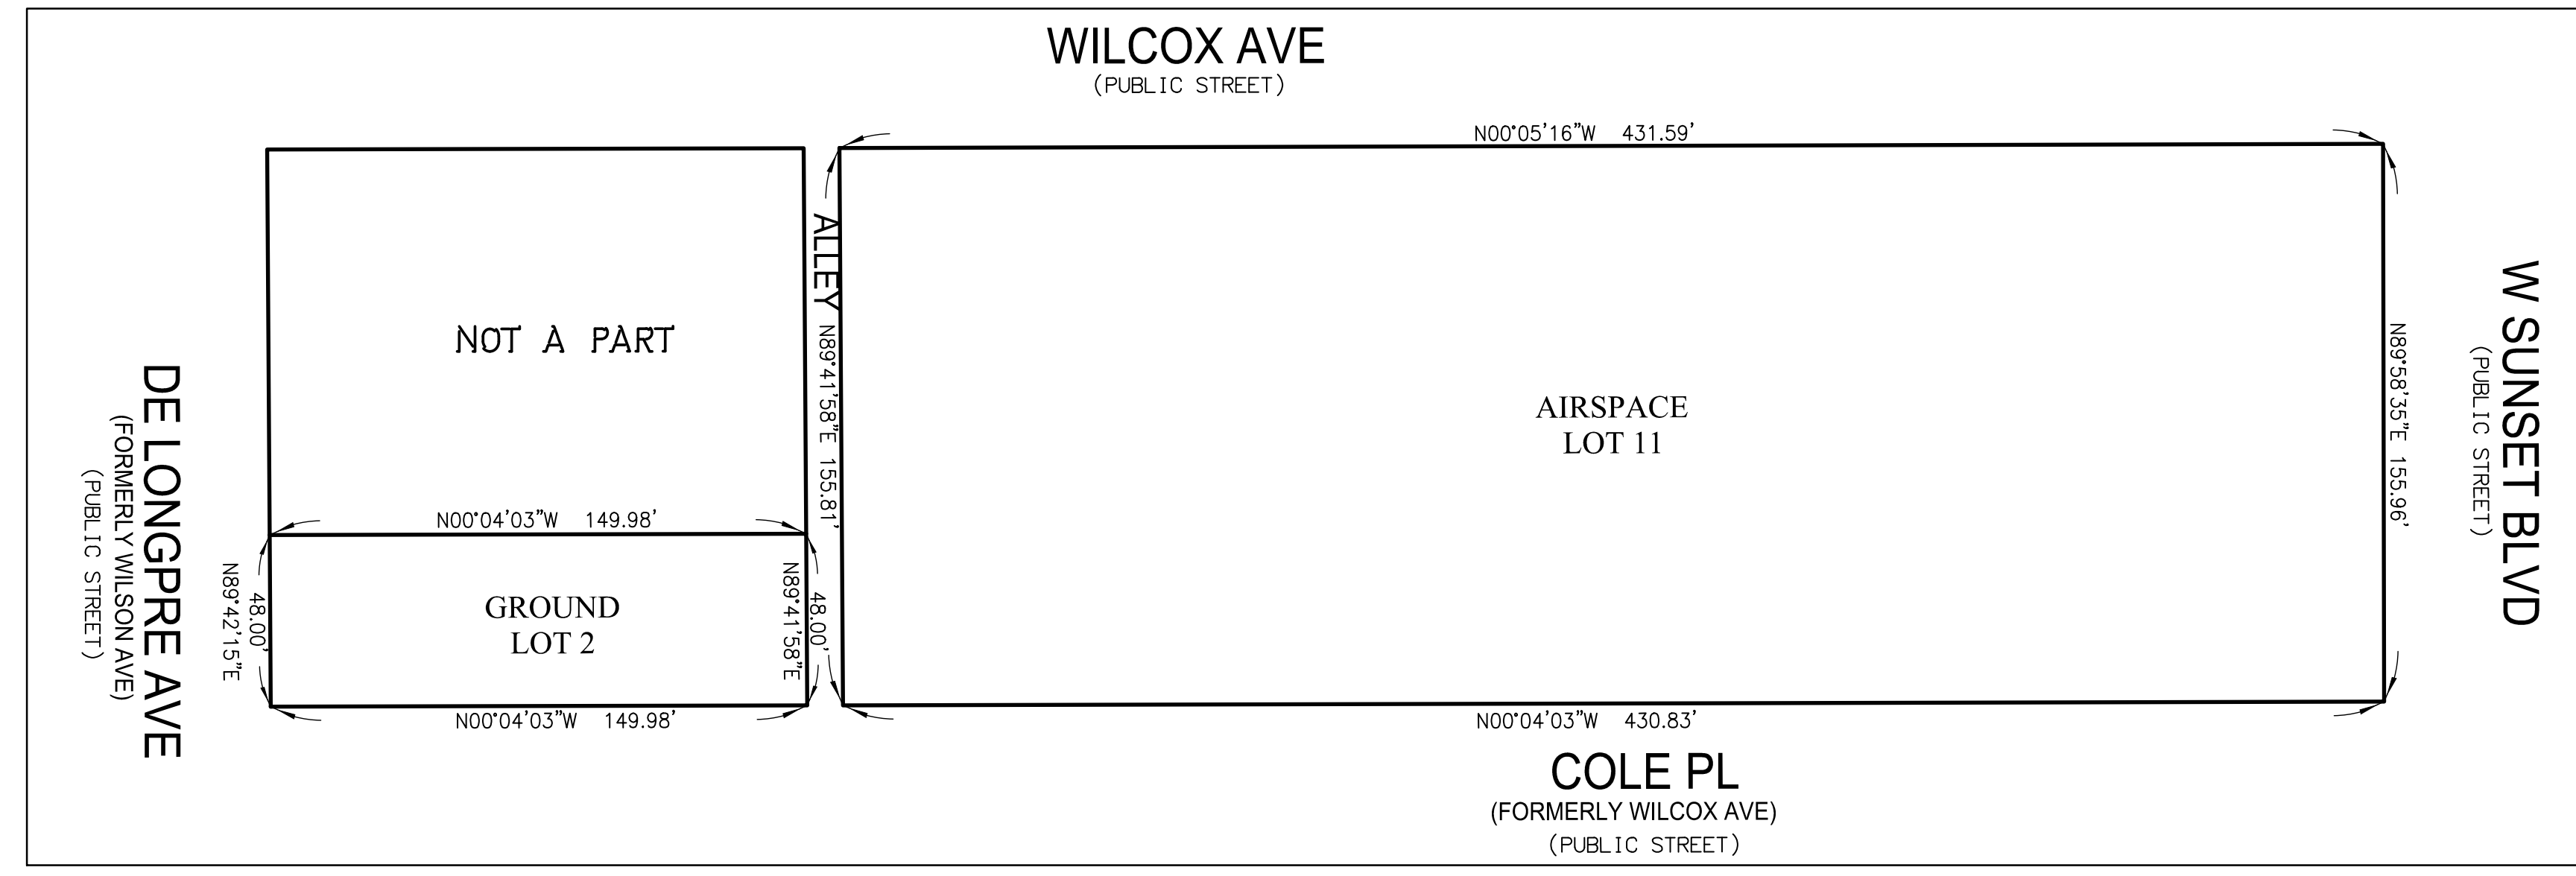 WILCOX AVE
(PUBLIC STREET)
N00°05'16"W 431.59'
ALLEY
N89°41'58"E 155.81'
NOT A PART
AIRSPACE
LOT 11
N89°58'35"E 155.96'
W SUNSET BLVD
(PUBLIC STREET)
DE LONGPRE AVE
(FORMERLY WILSON AVE)
(PUBLIC STREET)
N00°04'03"W 149.98'
N89°42'15"E
48.00'
GROUND
LOT 2
N89°41'58"E
48.00'
N00°04'03"W 149.98'
N00°04'03"W 430.83'
COLE PL
(FORMERLY WILCOX AVE)
(PUBLIC STREET)